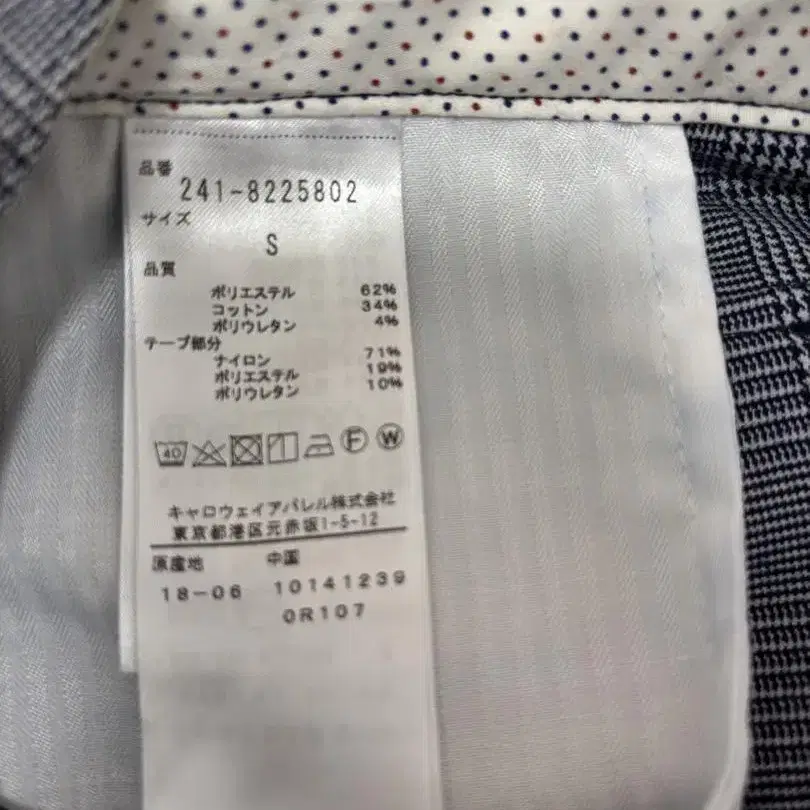 品番
241-8225802
サイズ
S
品質
ポリエステル 62%
コットン 34%
ポリウレタン 4%
テープ部分
ナイロン 71%
ポリエステル 19%
ポリウレタン 10%
40 F W
キャロウェイアパレル株式会社
東京都港区元赤坂1-5-12
原産地 中国
18-06 10141239
0R107